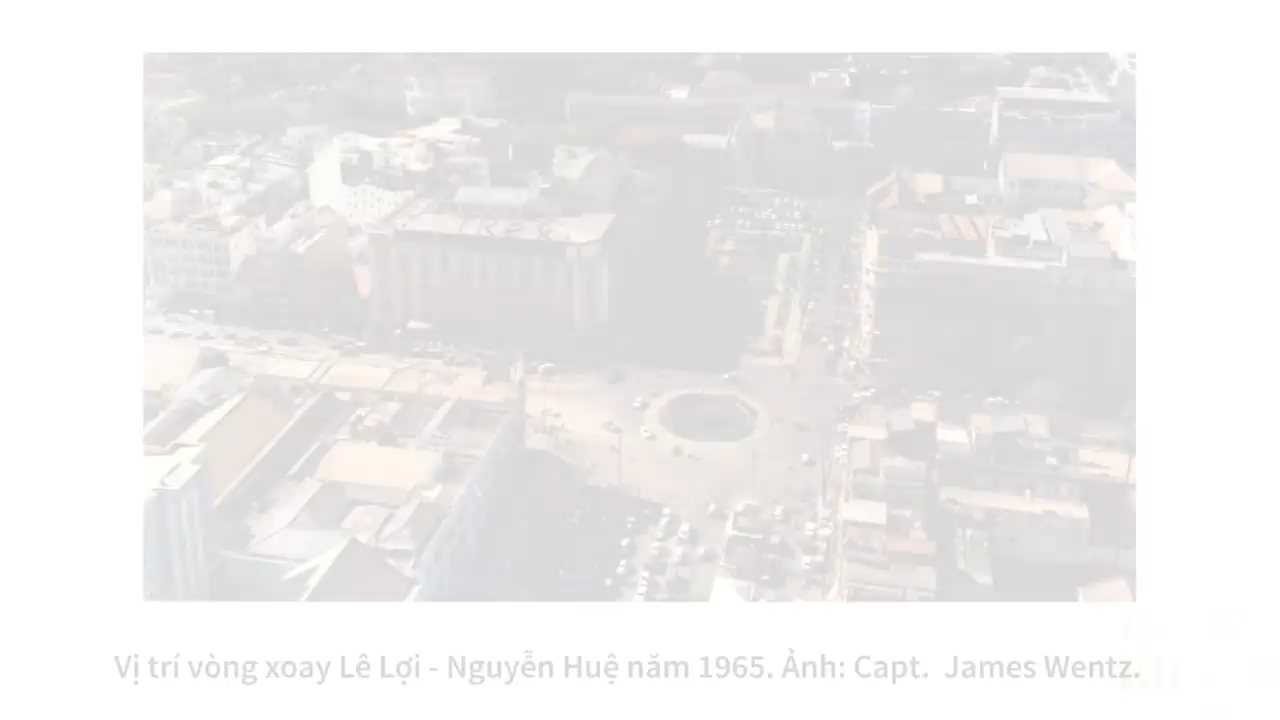 Vị trí vòng xoay Lê Lợi - Nguyễn Huệ năm 1965. Ảnh: Capt. James Wentz.